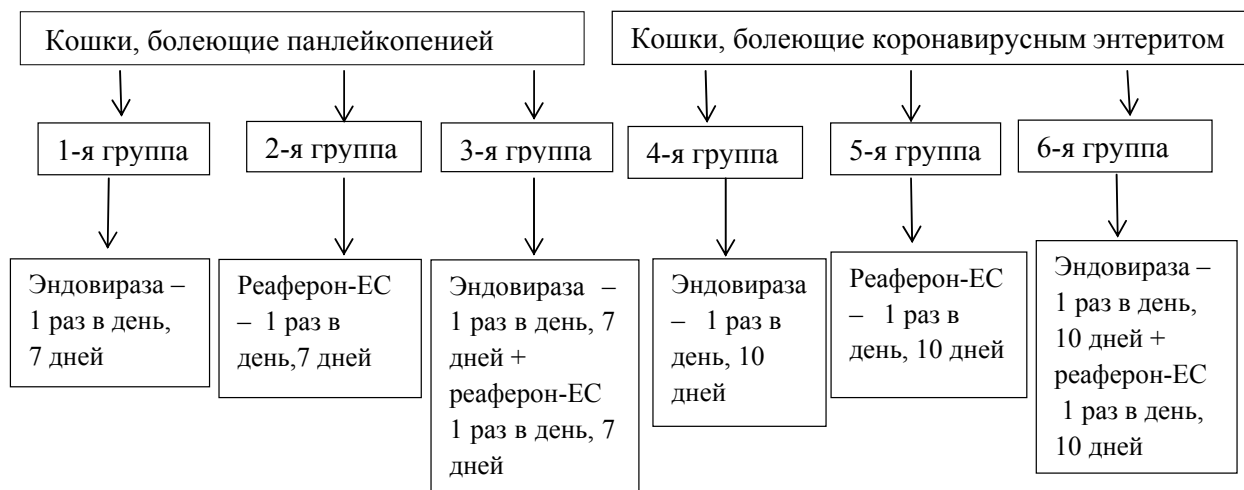 Кошки, болеющие панлейкопенией
Кошки, болеющие коронавирусным энтеритом
1-я группа
2-я группа
3-я группа
4-я группа
5-я группа
6-я группа
Эндовираза –
1 раз в день,
7 дней
Реаферон-ЕС
– 1 раз в
день,7 дней
Эндовираза –
1 раз в день, 7
дней +
реаферон-ЕС
1 раз в день, 7
дней
Эндовираза
– 1 раз в
день, 10
дней
Реаферон-ЕС
– 1 раз в
день, 10 дней
Эндовираза –
1 раз в день,
10 дней +
реаферон-ЕС
1 раз в день,
10 дней